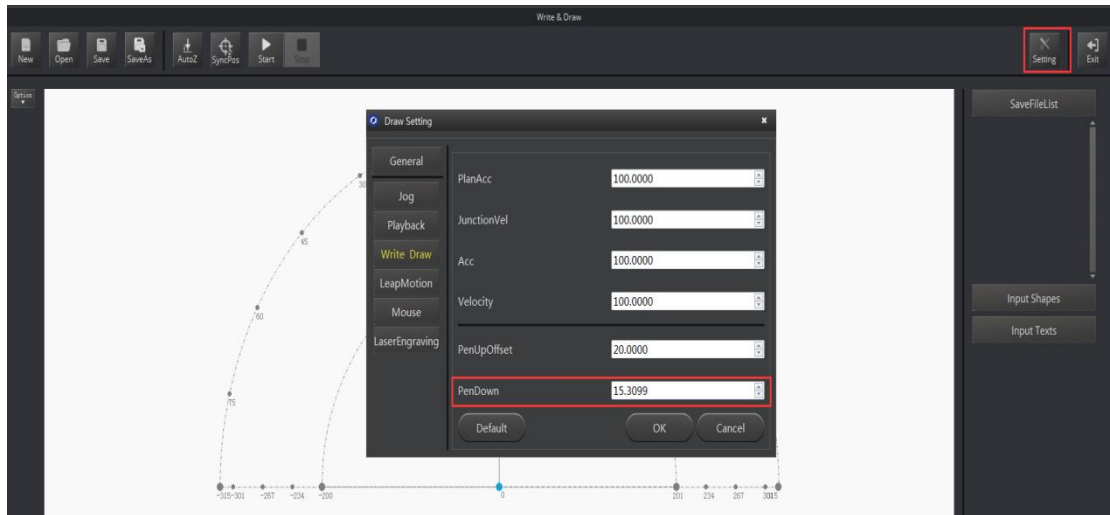 Write & Draw
New Open Save SaveAs AutoZ SyncPos Start Stop Setting Exit
Option
SaveFileList
Input Shapes
Input Texts
Draw Setting x
General
Jog
Playback
Write Draw
LeapMotion
Mouse
LaserEngraving
PlanAcc 100.0000
JunctionVel 100.0000
Acc 100.0000
Velocity 100.0000
PenUpOffset 20.0000
PenDown 15.3099
Default OK Cancel
30
45
60
75
-315 -301 -267 -234 -200 0 201 234 267 301 315